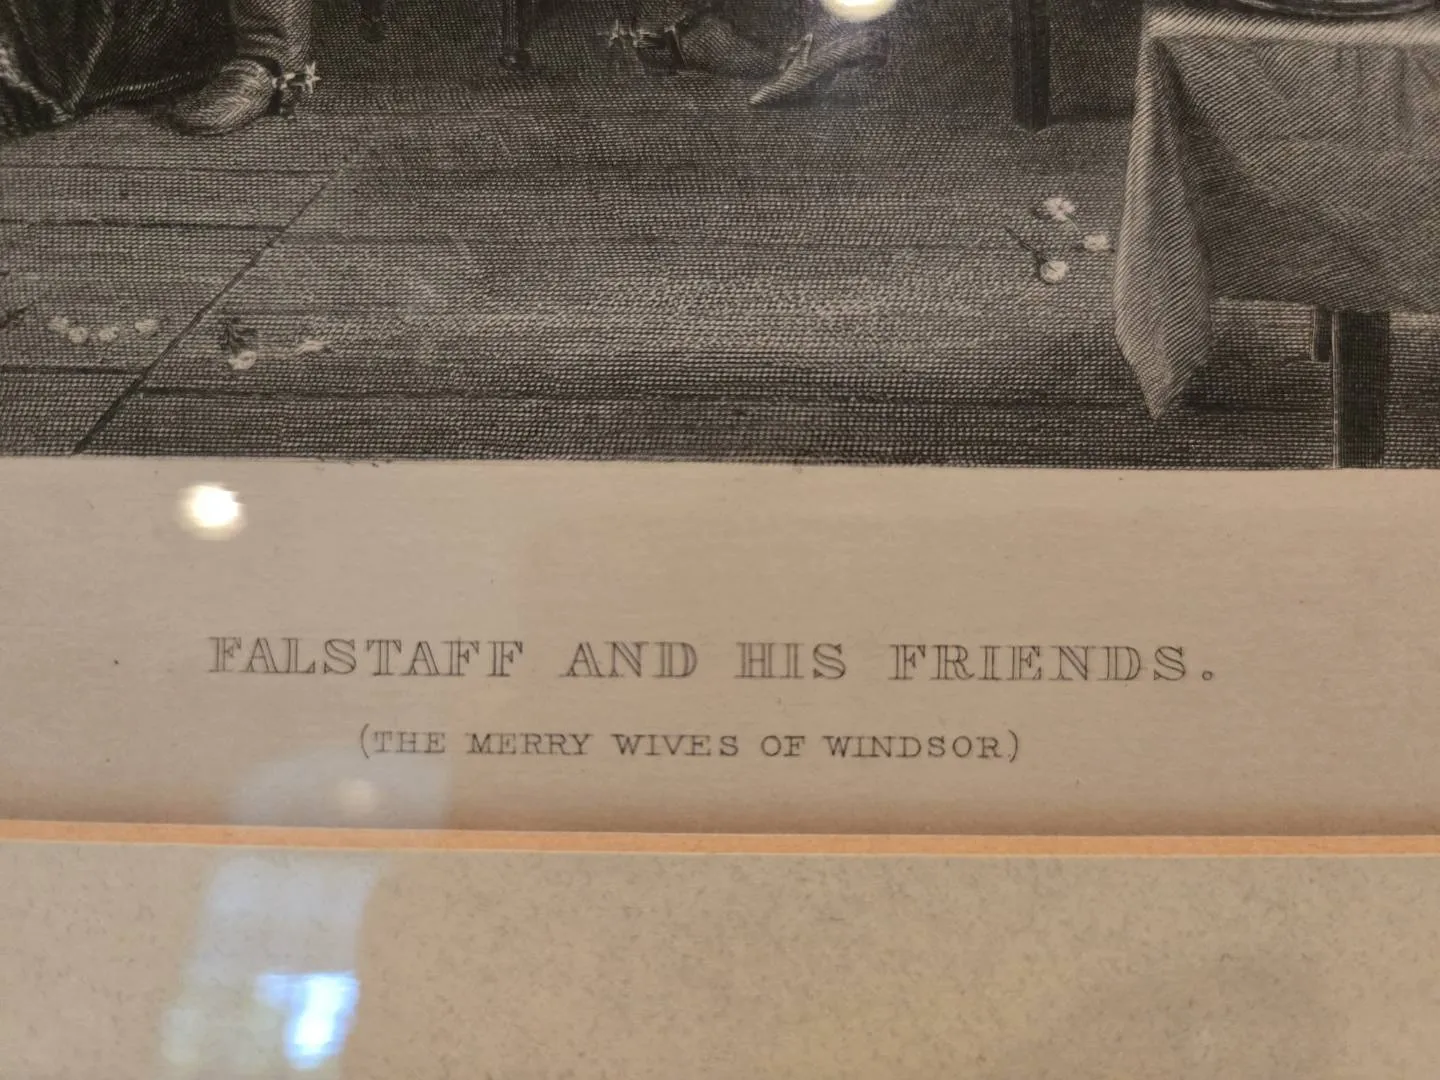 FALSTAFF AND HIS FRIENDS.
(THE MERRY WIVES OF WINDSOR.)